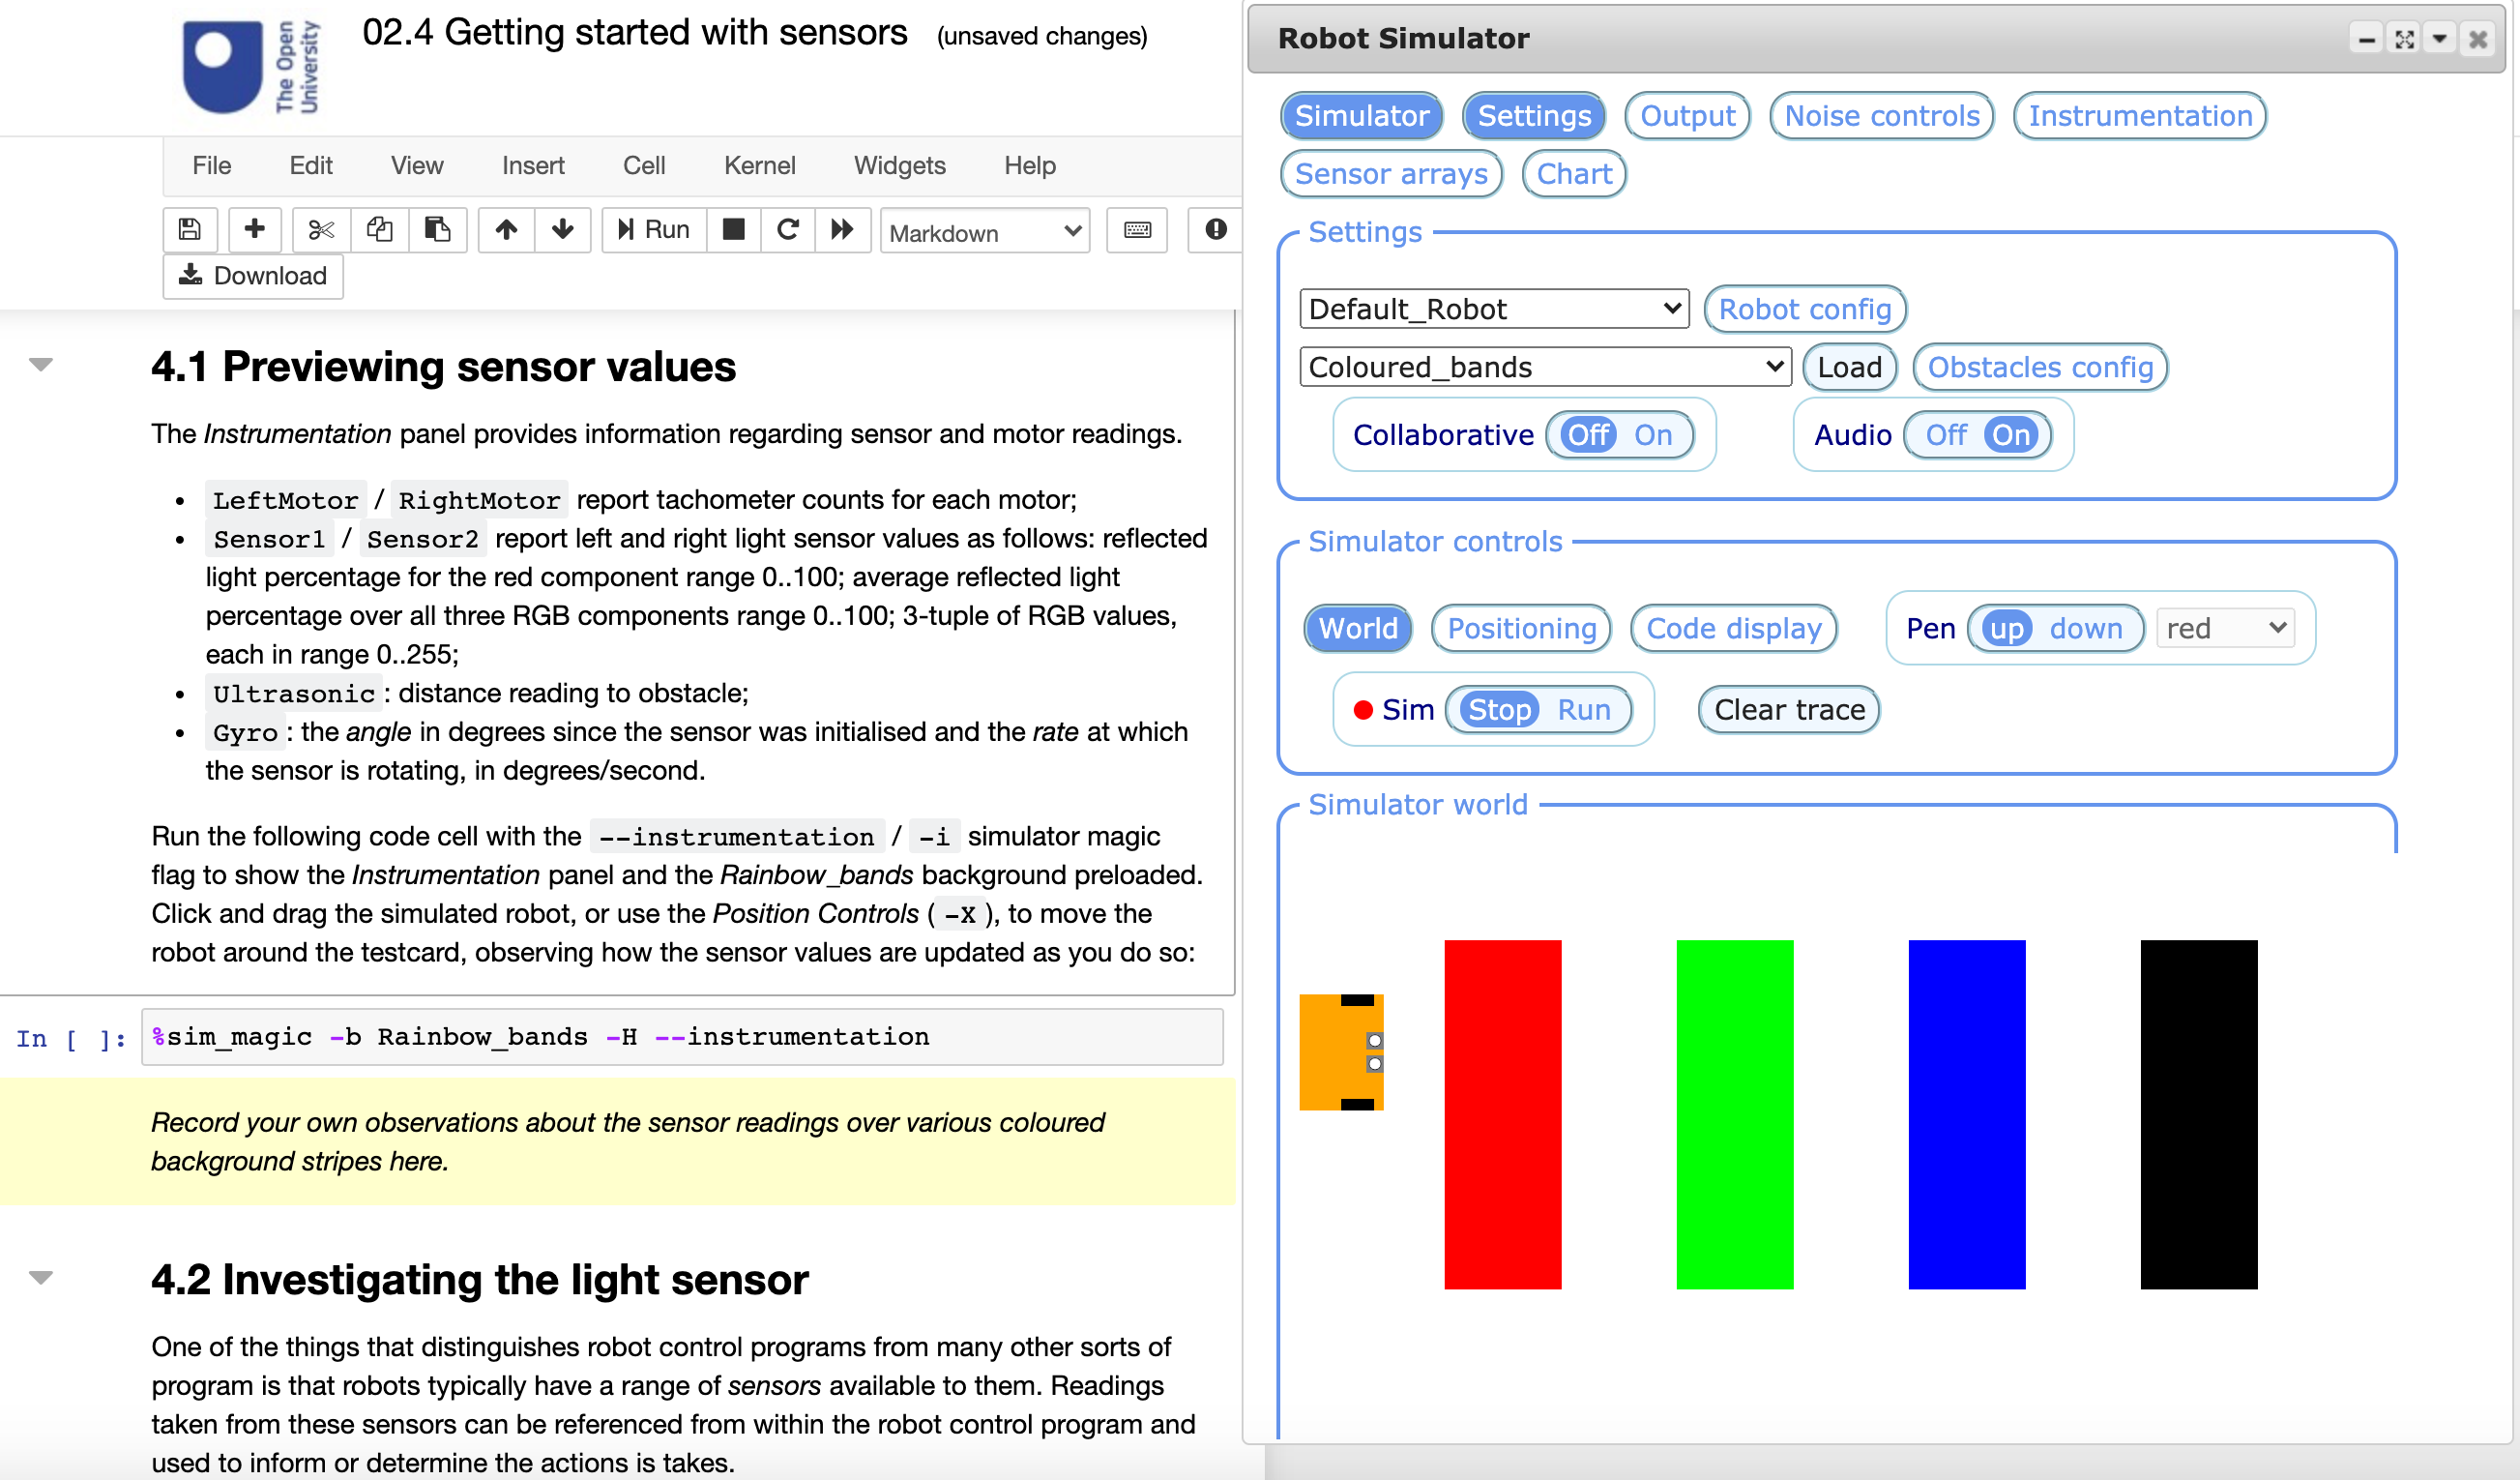 The Open
University
02.4 Getting started with sensors (unsaved changes)
File Edit View Insert Cell Kernel Widgets Help
Run Markdown
Download
4.1 Previewing sensor values
The Instrumentation panel provides information regarding sensor and motor readings.
• LeftMotor / RightMotor report tachometer counts for each motor;
• Sensor1 / Sensor2 report left and right light sensor values as follows: reflected
light percentage for the red component range 0..100; average reflected light
percentage over all three RGB components range 0..100; 3-tuple of RGB values,
each in range 0..255;
• Ultrasonic : distance reading to obstacle;
• Gyro : the angle in degrees since the sensor was initialised and the rate at which
the sensor is rotating, in degrees/second.
Run the following code cell with the --instrumentation / -i simulator magic
flag to show the Instrumentation panel and the Rainbow_bands background preloaded.
Click and drag the simulated robot, or use the Position Controls ( -X ), to move the
robot around the testcard, observing how the sensor values are updated as you do so:
In [ ]: %sim_magic -b Rainbow_bands -H --instrumentation
Record your own observations about the sensor readings over various coloured
background stripes here.
4.2 Investigating the light sensor
One of the things that distinguishes robot control programs from many other sorts of
program is that robots typically have a range of sensors available to them. Readings
taken from these sensors can be referenced from within the robot control program and
used to inform or determine the actions is takes.
Robot Simulator
Simulator Settings Output Noise controls Instrumentation
Sensor arrays Chart
Settings
Default_Robot Robot config
Coloured_bands Load Obstacles config
Collaborative Off On Audio Off On
Simulator controls
World Positioning Code display Pen up down red
Sim Stop Run Clear trace
Simulator world